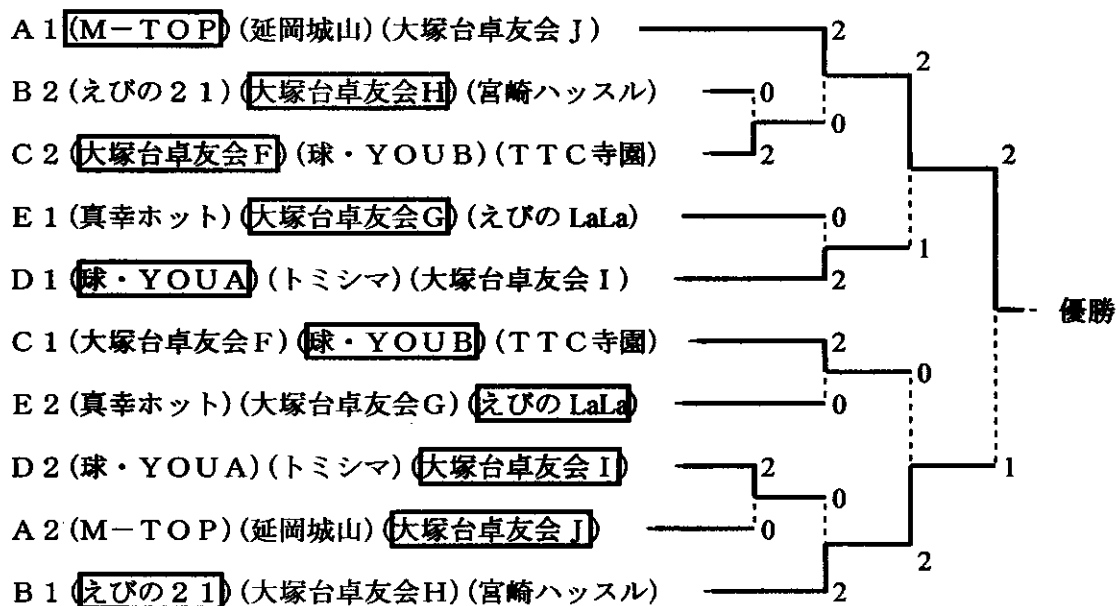 A1(M-TOP)(延岡城山)(大塚台卓友会J) 2
2
B2(えびの21)(大塚台卓友会H)(宮崎ハッスル) 0
0
C2(大塚台卓友会F)(球・YOUB)(TTC寺園) 2
2
E1(真幸ホット)(大塚台卓友会G)(えびのLaLa) 0
1
D1(球・YOUA)(トミシマ)(大塚台卓友会I) 2
優勝
C1(大塚台卓友会F)(球・YOUB)(TTC寺園) 2
0
E2(真幸ホット)(大塚台卓友会G)(えびのLaLa) 0
D2(球・YOUA)(トミシマ)(大塚台卓友会I) 2
1
0
A2(M-TOP)(延岡城山)(大塚台卓友会J) 0
2
B1(えびの21)(大塚台卓友会H)(宮崎ハッスル) 2